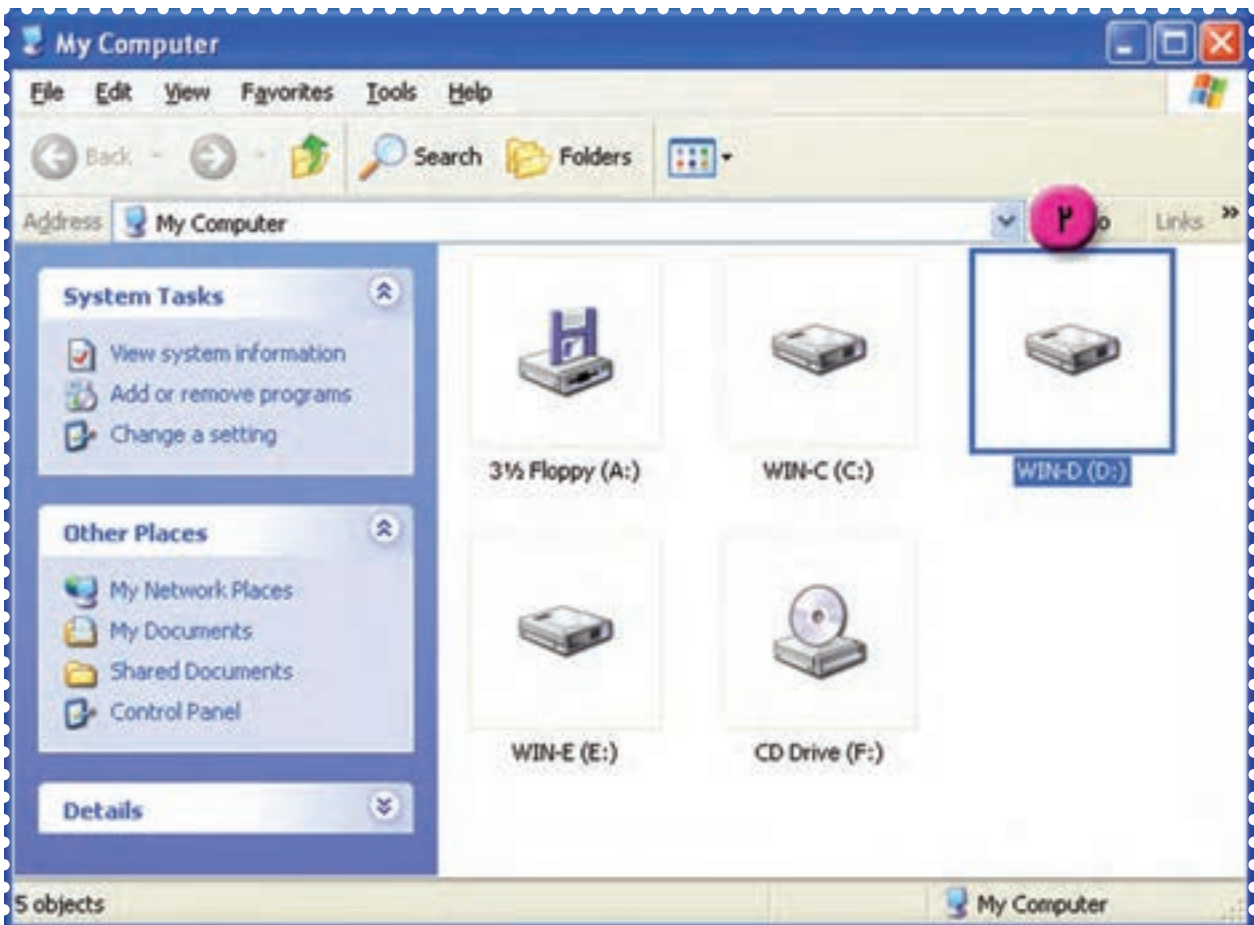 My Computer
File Edit View Favorites Tools Help
Back Search Folders
Address My Computer ۲ o Links »
System Tasks
View system information
Add or remove programs
Change a setting
Other Places
My Network Places
My Documents
Shared Documents
Control Panel
Details
3½ Floppy (A:) WIN-C (C:) WIN-D (D:)
WIN-E (E:) CD Drive (F:)
5 objects My Computer